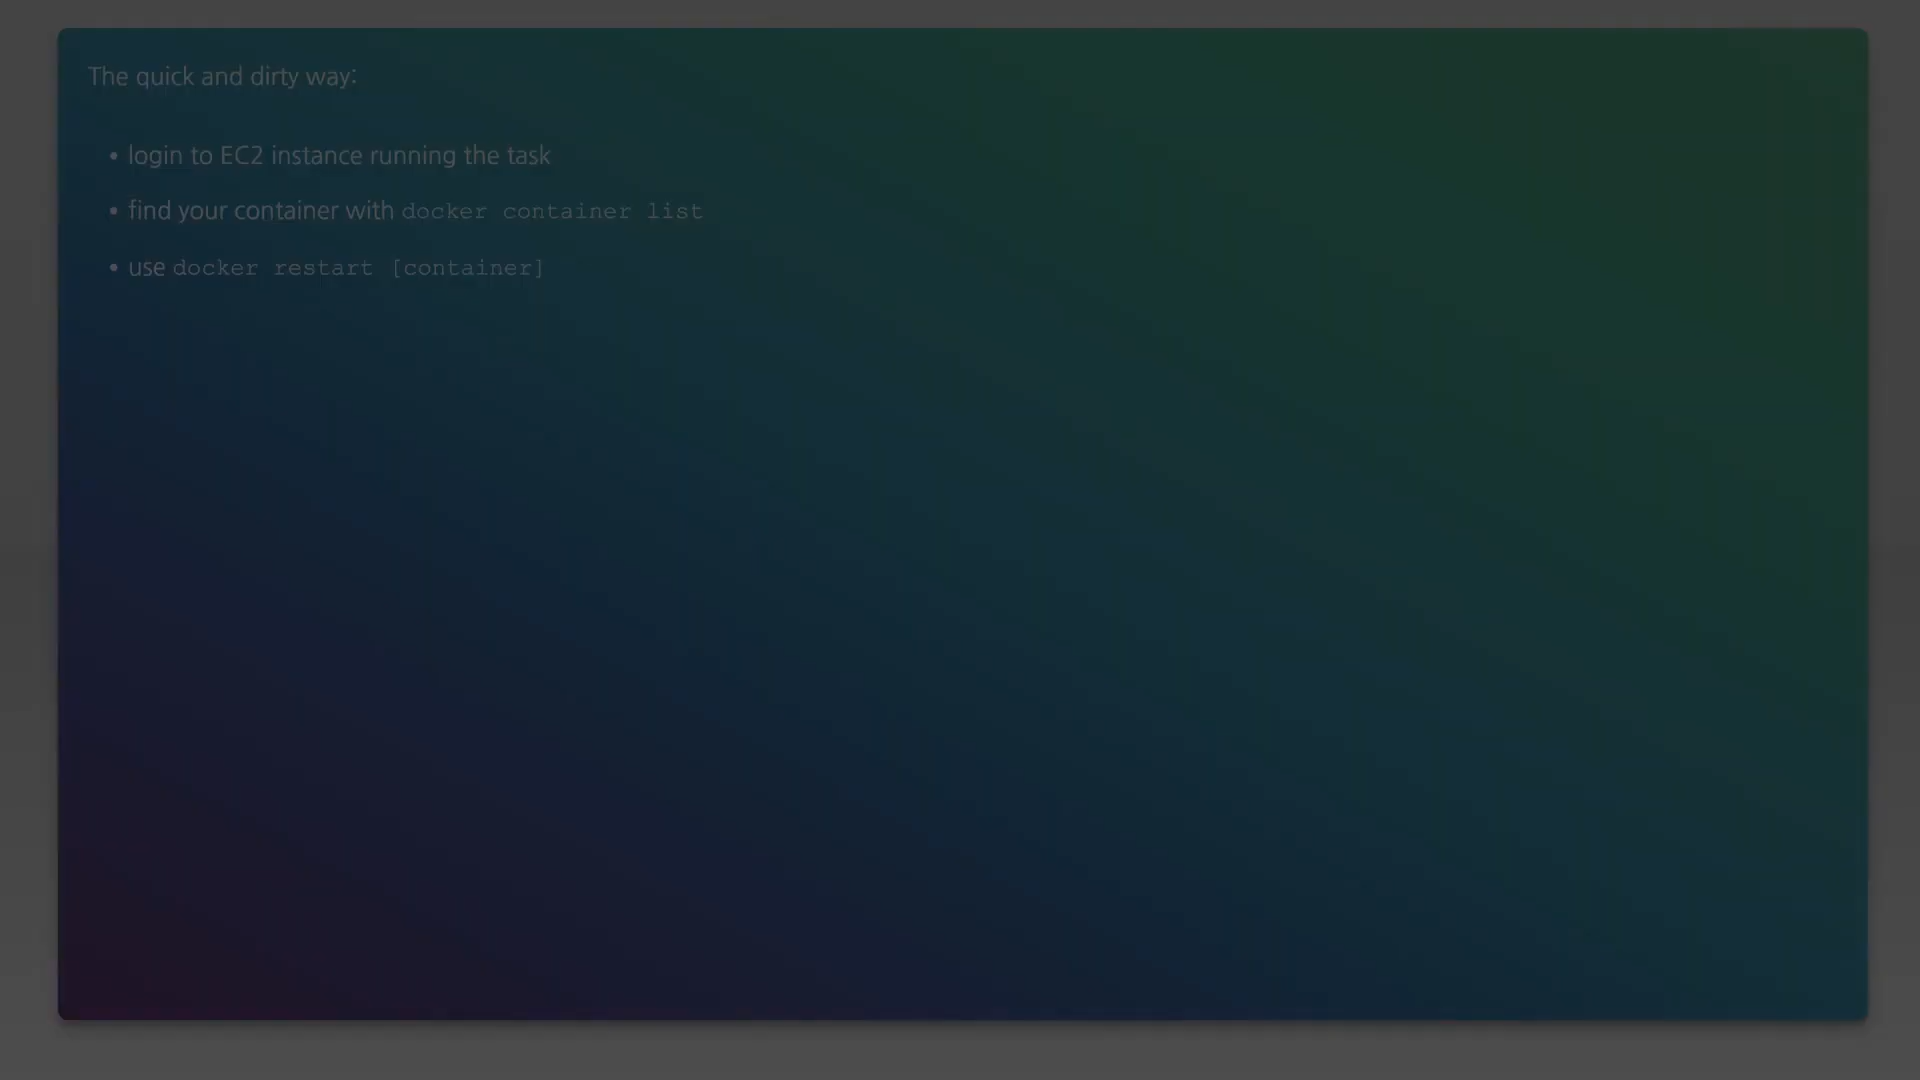 The quick and dirty way:
• login to EC2 instance running the task
• find your container with docker container list
• use docker restart [container]